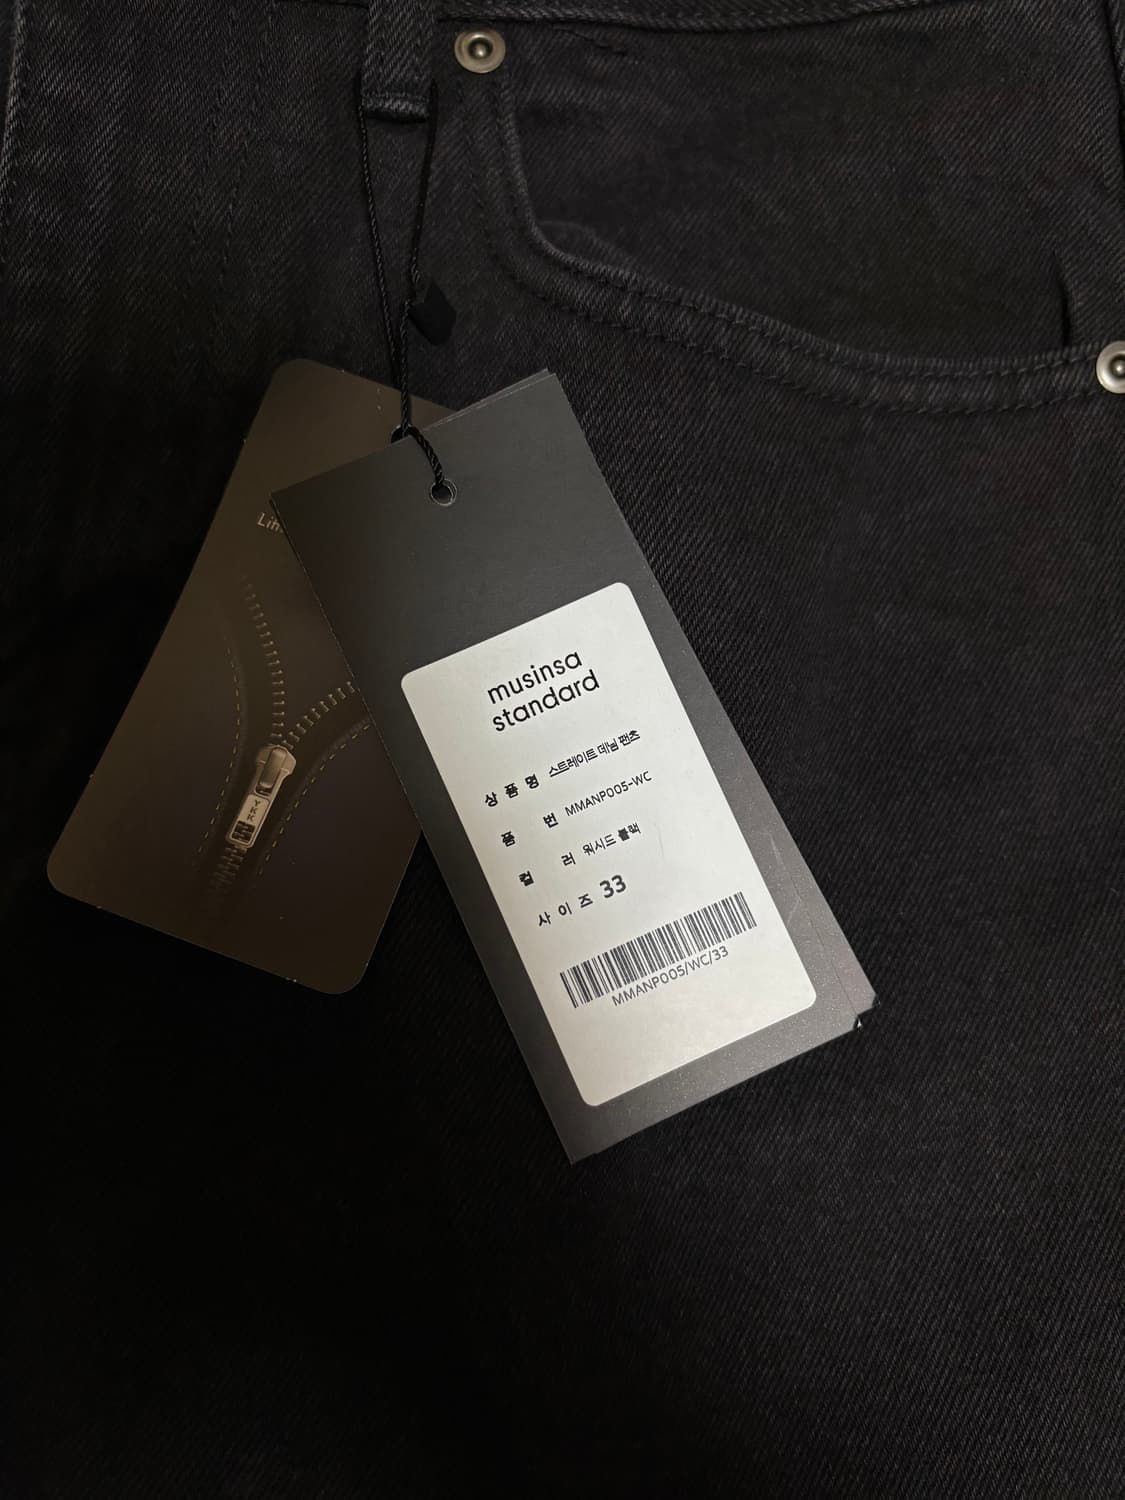 musinsa
standard
상 품 명 스트레이트 데님 팬츠
품 번 MMANP005-WC
컬 러 워시드 블랙
사 이 즈 33
MMANP005/WC/33
YKK